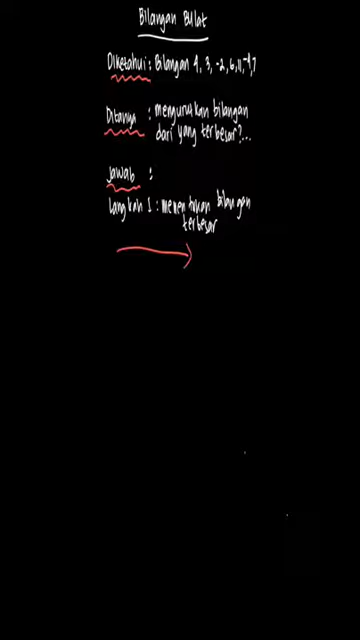 Bilangan Bulat
Diketahui : Bilangan 4, 3, -2, 6, 11, -4, 7
Ditanya : mengurutkan bilangan
dari yang terbesar?...
Jawab :
Langkah 1 : menentukan bilangan
terbesar